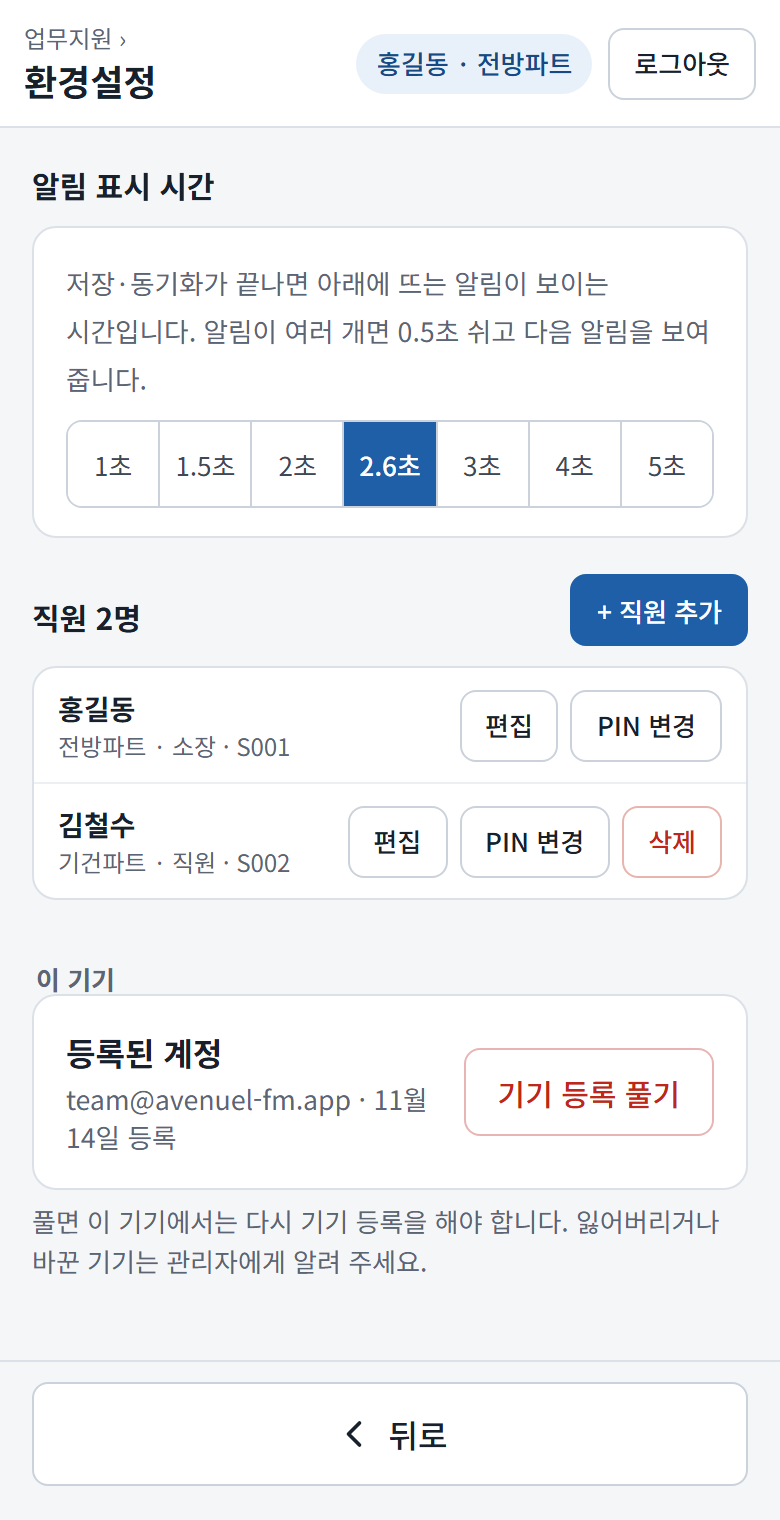 업무지원 ›
환경설정
홍길동 · 전방파트
로그아웃
알림 표시 시간
저장·동기화가 끝나면 아래에 뜨는 알림이 보이는
시간입니다. 알림이 여러 개면 0.5초 쉬고 다음 알림을 보여
줍니다.
1초 1.5초 2초 2.6초 3초 4초 5초
직원 2명
+ 직원 추가
홍길동
전방파트 · 소장 · S001
편집 PIN 변경
김철수
기건파트 · 직원 · S002
편집 PIN 변경 삭제
이 기기
등록된 계정
team@avenuel-fm.app · 11월
14일 등록
기기 등록 풀기
풀면 이 기기에서는 다시 기기 등록을 해야 합니다. 잃어버리거나
바꾼 기기는 관리자에게 알려 주세요.
뒤로